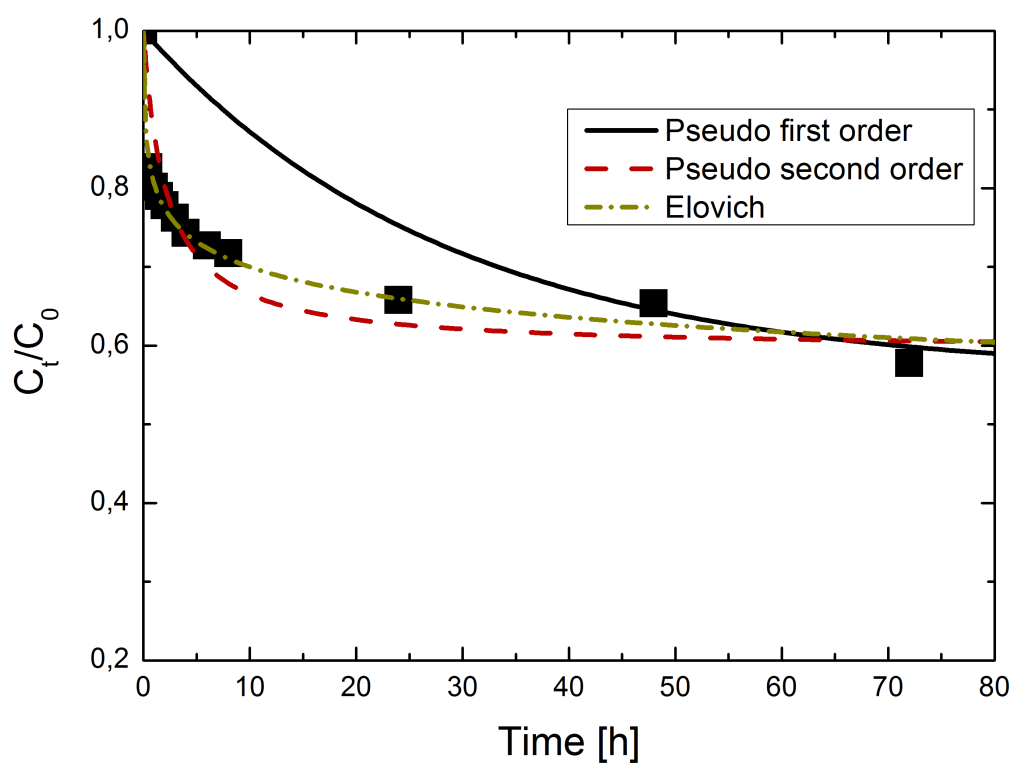 1,0
0,8
0,6
0,4
0,2
C_t/C_0
Pseudo first order
Pseudo second order
Elovich
0 10 20 30 40 50 60 70 80
Time [h]